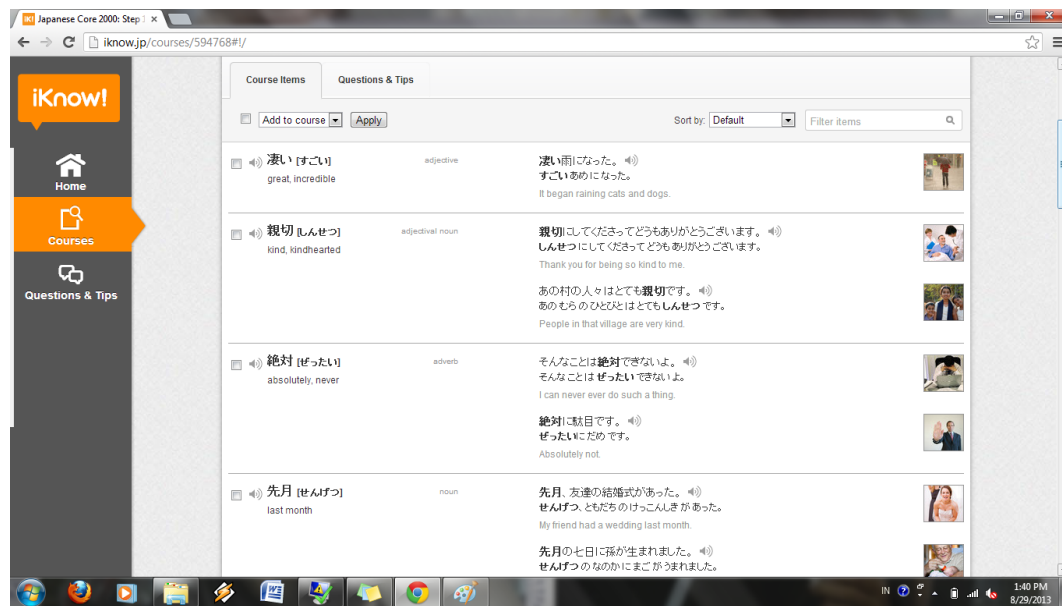 Japanese Core 2000: Step
iknow.jp/courses/594768#!/
iKnow!
Home
Courses
Questions & Tips
Course Items
Questions & Tips
Add to course
Apply
Sort by: Default
Filter items
凄い [すごい]
adjective
great, incredible
凄い雨になった。
すごいあめになった。
It began raining cats and dogs.
親切 [しんせつ]
adjectival noun
kind, kindhearted
親切にしてくださってどうもありがとうございます。
しんせつにしてくださってどうもありがとうございます。
Thank you for being so kind to me.
あの村の人々はとても親切です。
あのむらのひとびとはとてもしんせつです。
People in that village are very kind.
絶対 [ぜったい]
adverb
absolutely, never
そんなことは絶対できないよ。
そんなことはぜったいできないよ。
I can never ever do such a thing.
絶対に駄目です。
ぜったいにだめです。
Absolutely not.
先月 [せんげつ]
noun
last month
先月、友達の結婚式があった。
せんげつ、ともだちのけっこんしきがあった。
My friend had a wedding last month.
先月の七日に孫が生まれました。
せんげつのなのかにまごがうまれました。
IN
1:40 PM
8/29/2013